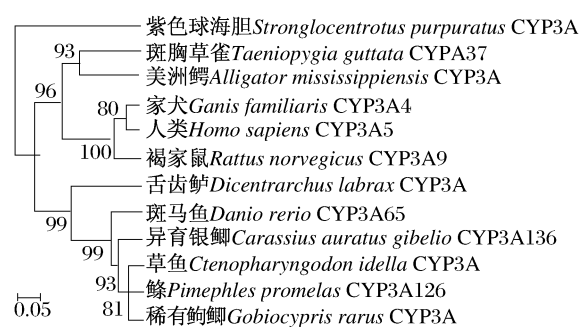 紫色球海胆Stronglocentrotus purpuratus CYP3A
93 斑胸草雀Taeniopygia guttata CYPA37
美洲鳄Alligator mississippiensis CYP3A
96
80 家犬Ganis familiaris CYP3A4
人类Homo sapiens CYP3A5
100 褐家鼠Rattus norvegicus CYP3A9
舌齿鲈Dicentrarchus labrax CYP3A
99 斑马鱼Danio rerio CYP3A65
99 异育银鲫Carassius auratus gibelio CYP3A136
草鱼Ctenopharyngodon idella CYP3A
93 鲦Pimephles promelas CYP3A126
0.05 81 稀有鮈鲫Gobiocypris rarus CYP3A